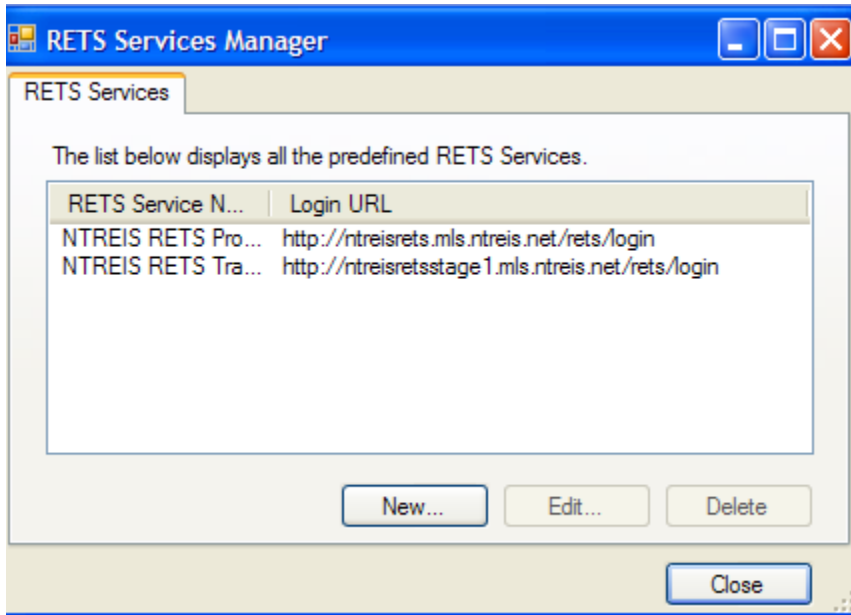 RETS Services Manager
RETS Services
The list below displays all the predefined RETS Services.
RETS Service N... Login URL
NTREIS RETS Pro... http://ntreisrets.mls.ntreis.net/rets/login
NTREIS RETS Tra... http://ntreisretsstage1.mls.ntreis.net/rets/login
New... Edit... Delete
Close